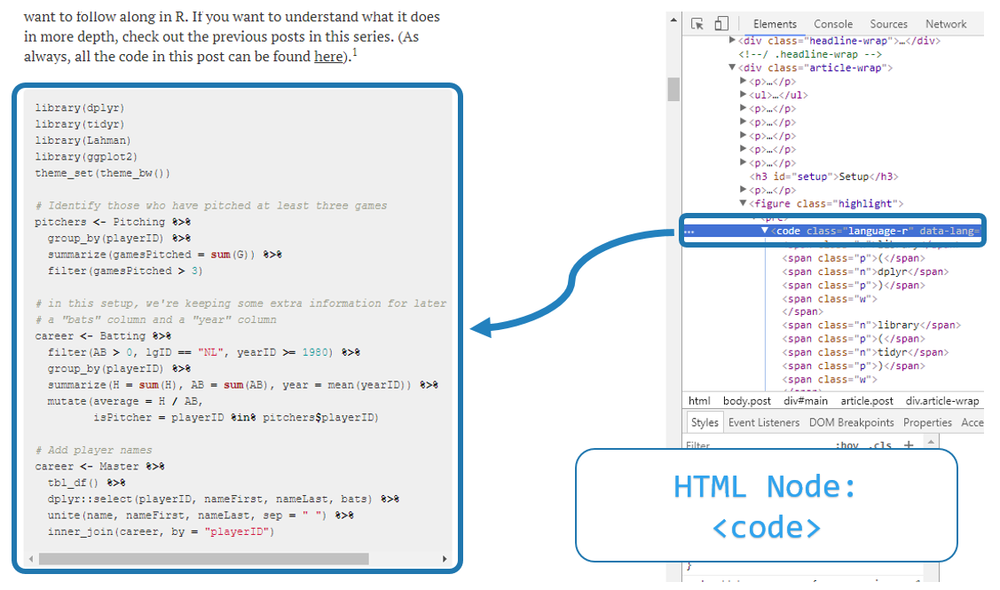 want to follow along in R. If you want to understand what it does
in more depth, check out the previous posts in this series. (As
always, all the code in this post can be found here).1
library(dplyr)
library(tidyr)
library(Lahman)
library(ggplot2)
theme_set(theme_bw())
# Identify those who have pitched at least three games
pitchers <- Pitching %>%
  group_by(playerID) %>%
  summarize(gamesPitched = sum(G)) %>%
  filter(gamesPitched > 3)
# in this setup, we're keeping some extra information for later
# a "bats" column and a "year" column
career <- Batting %>%
  filter(AB > 0, lgID == "NL", yearID >= 1980) %>%
  group_by(playerID) %>%
  summarize(H = sum(H), AB = sum(AB), year = mean(yearID)) %>%
  mutate(average = H / AB,
         isPitcher = playerID %in% pitchers$playerID)
# Add player names
career <- Master %>%
  tbl_df() %>%
  dplyr::select(playerID, nameFirst, nameLast, bats) %>%
  unite(name, nameFirst, nameLast, sep = " ") %>%
  inner_join(career, by = "playerID")
Elements Console Sources Network
<div class="headline-wrap">…</div>
<!--/ .headline-wrap -->
<div class="article-wrap">
<p>…</p>
<ul>…</ul>
<p>…</p>
<p>…</p>
<p>…</p>
<p>…</p>
<p>…</p>
<h3 id="setup">Setup</h3>
<p>…</p>
<figure class="highlight">
<code class="language-r" data-lang=
<span class="p">(</span>
<span class="n">dplyr</span>
<span class="p">)</span>
<span class="w">
</span>
<span class="n">library</span>
<span class="p">(</span>
<span class="n">tidyr</span>
<span class="p">)</span>
<span class="w">
html body.post div#main article.post div.article-wrap
Styles Event Listeners DOM Breakpoints Properties Acce
Filter :hov .cls +
HTML Node:
<code>
}